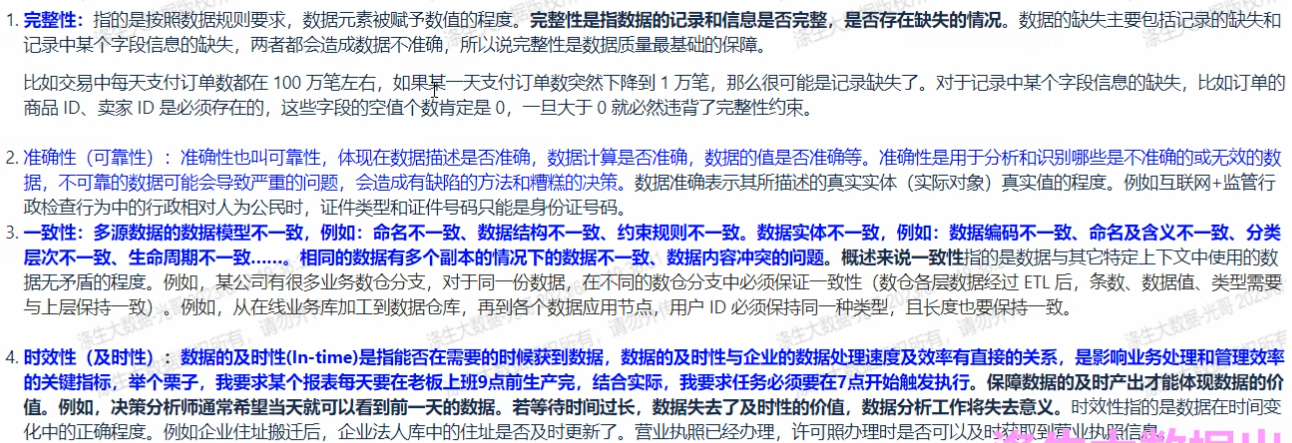 1. 完整性：指的是按照数据规则要求，数据元素被赋予数值的程度。完整性是指数据的记录和信息是否完整，是否存在缺失的情况。数据的缺失主要包括记录的缺失和
记录中某个字段信息的缺失，两者都会造成数据不准确，所以说完整性是数据质量最基础的保障。
比如交易中每天支付订单数都在 100 万笔左右，如果某一天支付订单数突然下降到 1 万笔，那么很可能是记录缺失了。对于记录中某个字段信息的缺失，比如订单的
商品 ID、卖家 ID 是必须存在的，这些字段的空值个数肯定是 0，一旦大于 0 就必然违背了完整性约束。
2. 准确性（可靠性）：准确性也叫可靠性，体现在数据描述是否准确，数据计算是否准确，数据的值是否准确等。准确性是用于分析和识别哪些是不准确的或无效的数
据，不可靠的数据可能会导致严重的问题，会造成有缺陷的方法和糟糕的决策。数据准确表示其所描述的真实实体（实际对象）真实值的程度。例如互联网+监管行
政检查行为中的行政相对人为公民时，证件类型和证件号码只能是身份证号码。
3. 一致性：多源数据的数据模型不一致，例如：命名不一致、数据结构不一致、约束规则不一致。数据实体不一致，例如：数据编码不一致、命名及含义不一致、分类
层次不一致、生命周期不一致......。相同的数据有多个副本的情况下的数据不一致、数据内容冲突的问题。概述来说一致性指的是数据与其它特定上下文中使用的数
据无矛盾的程度。例如，某公司有很多业务数仓分支，对于同一份数据，在不同的数仓分支中必须保证一致性（数仓各层数据经过 ETL 后，条数、数据值、类型需要
与上层保持一致）。例如，从在线业务库加工到数据仓库，再到各个数据应用节点，用户 ID 必须保持同一种类型，且长度也要保持一致。
4. 时效性（及时性）：数据的及时性(In-time)是指能否在需要的时候获到数据，数据的及时性与企业的数据处理速度及效率有直接的关系，是影响业务处理和管理效率
的关键指标，举个栗子，我要求某个报表每天要在老板上班9点前生产完，结合实际，我要求任务必须要在7点开始触发执行。保障数据的及时产出才能体现数据的价
值。例如，决策分析师通常希望当天就可以看到前一天的数据。若等待时间过长，数据失去了及时性的价值，数据分析工作将失去意义。时效性指的是数据在时间变
化中的正确程度。例如企业住址搬迁后，企业法人库中的住址是否及时更新了。营业执照已经办理，许可照办理时是否可以及时获取到营业执照信息。